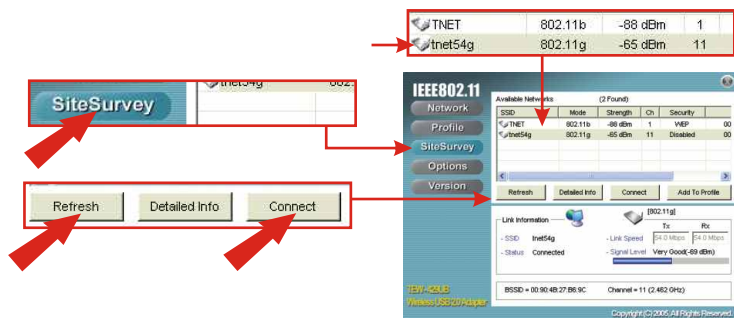 TNET 802.11b -88 dBm 1
tnet54g 802.11g -65 dBm 11
tnet54g 802.
SiteSurvey
Refresh Detailed Info Connect
IEEE802.11
Network
Profile
SiteSurvey
Options
Version
Available Networks (2 Found):
SSID Mode Strength Ch Security
TNET 802.11b -88 dBm 1 WEP 00
tnet54g 802.11g -65 dBm 11 Disabled 00
Refresh Detailed Info Connect Add To Profile
Link Information [802.11g]
Tx Rx
- SSID tnet54g - Link Speed 54.0 Mbps 54.0 Mbps
- Status Connected - Signal Level Very Good(-69 dBm)
BSSID = 00:90:4B:27:B6:9C Channel = 11 (2.462 GHz)
TEW-429UB
Wireless USB 2.0 Adapter
Copyright (C) 2005, All Rights Reserved.